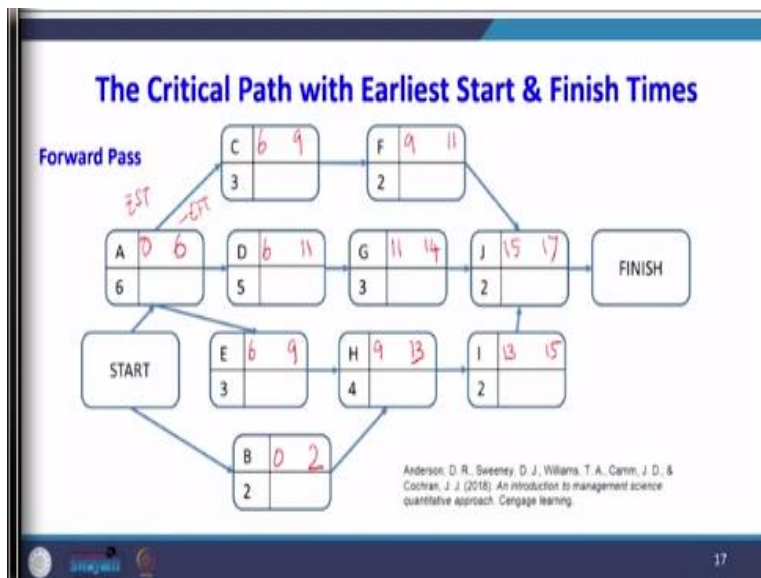 The Critical Path with Earliest Start & Finish Times
Forward Pass
C 6 9
3
F 9 11
2
EST
EFT
A 0 6
6
D 6 11
5
G 11 14
3
J 15 17
2
FINISH
START
E 6 9
3
H 9 13
4
I 13 15
2
B 0 2
2
Anderson, D. R., Sweeney, D. J., Williams, T. A., Camm, J. D., &
Cochran, J. J. (2018). An introduction to management science
quantitative approach. Cengage learning.
swayam
17